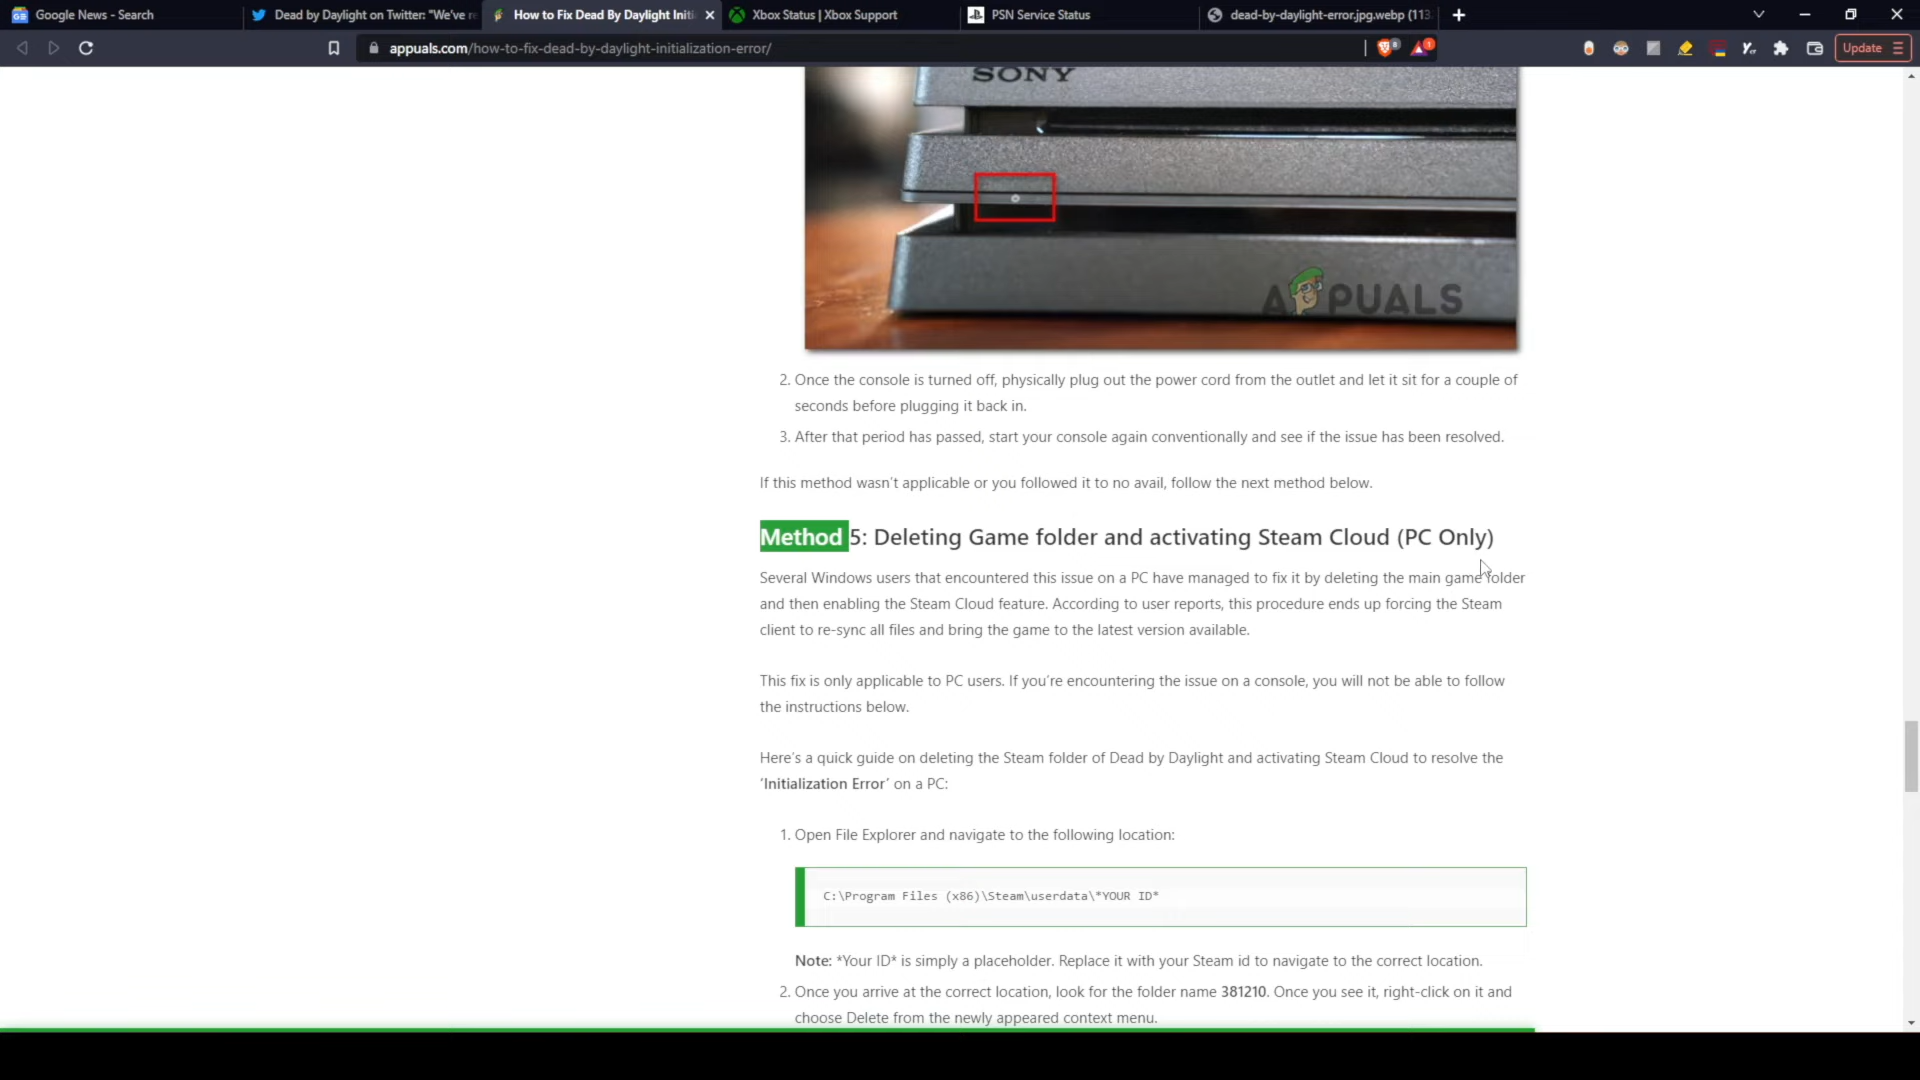 Google News - Search
Dead by Daylight on Twitter: "We've re
How to Fix Dead By Daylight Initi
Xbox Status | Xbox Support
PSN Service Status
dead-by-daylight-error.jpg.webp (113
appuals.com/how-to-fix-dead-by-daylight-initialization-error/
Update
SONY
APPUALS
2. Once the console is turned off, physically plug out the power cord from the outlet and let it sit for a couple of
seconds before plugging it back in.
3. After that period has passed, start your console again conventionally and see if the issue has been resolved.
If this method wasn't applicable or you followed it to no avail, follow the next method below.
Method 5: Deleting Game folder and activating Steam Cloud (PC Only)
Several Windows users that encountered this issue on a PC have managed to fix it by deleting the main game folder
and then enabling the Steam Cloud feature. According to user reports, this procedure ends up forcing the Steam
client to re-sync all files and bring the game to the latest version available.
This fix is only applicable to PC users. If you're encountering the issue on a console, you will not be able to follow
the instructions below.
Here's a quick guide on deleting the Steam folder of Dead by Daylight and activating Steam Cloud to resolve the
'Initialization Error' on a PC:
1. Open File Explorer and navigate to the following location:
C:\Program Files (x86)\Steam\userdata\*YOUR ID*
Note: *Your ID* is simply a placeholder. Replace it with your Steam id to navigate to the correct location.
2. Once you arrive at the correct location, look for the folder name 381210. Once you see it, right-click on it and
choose Delete from the newly appeared context menu.